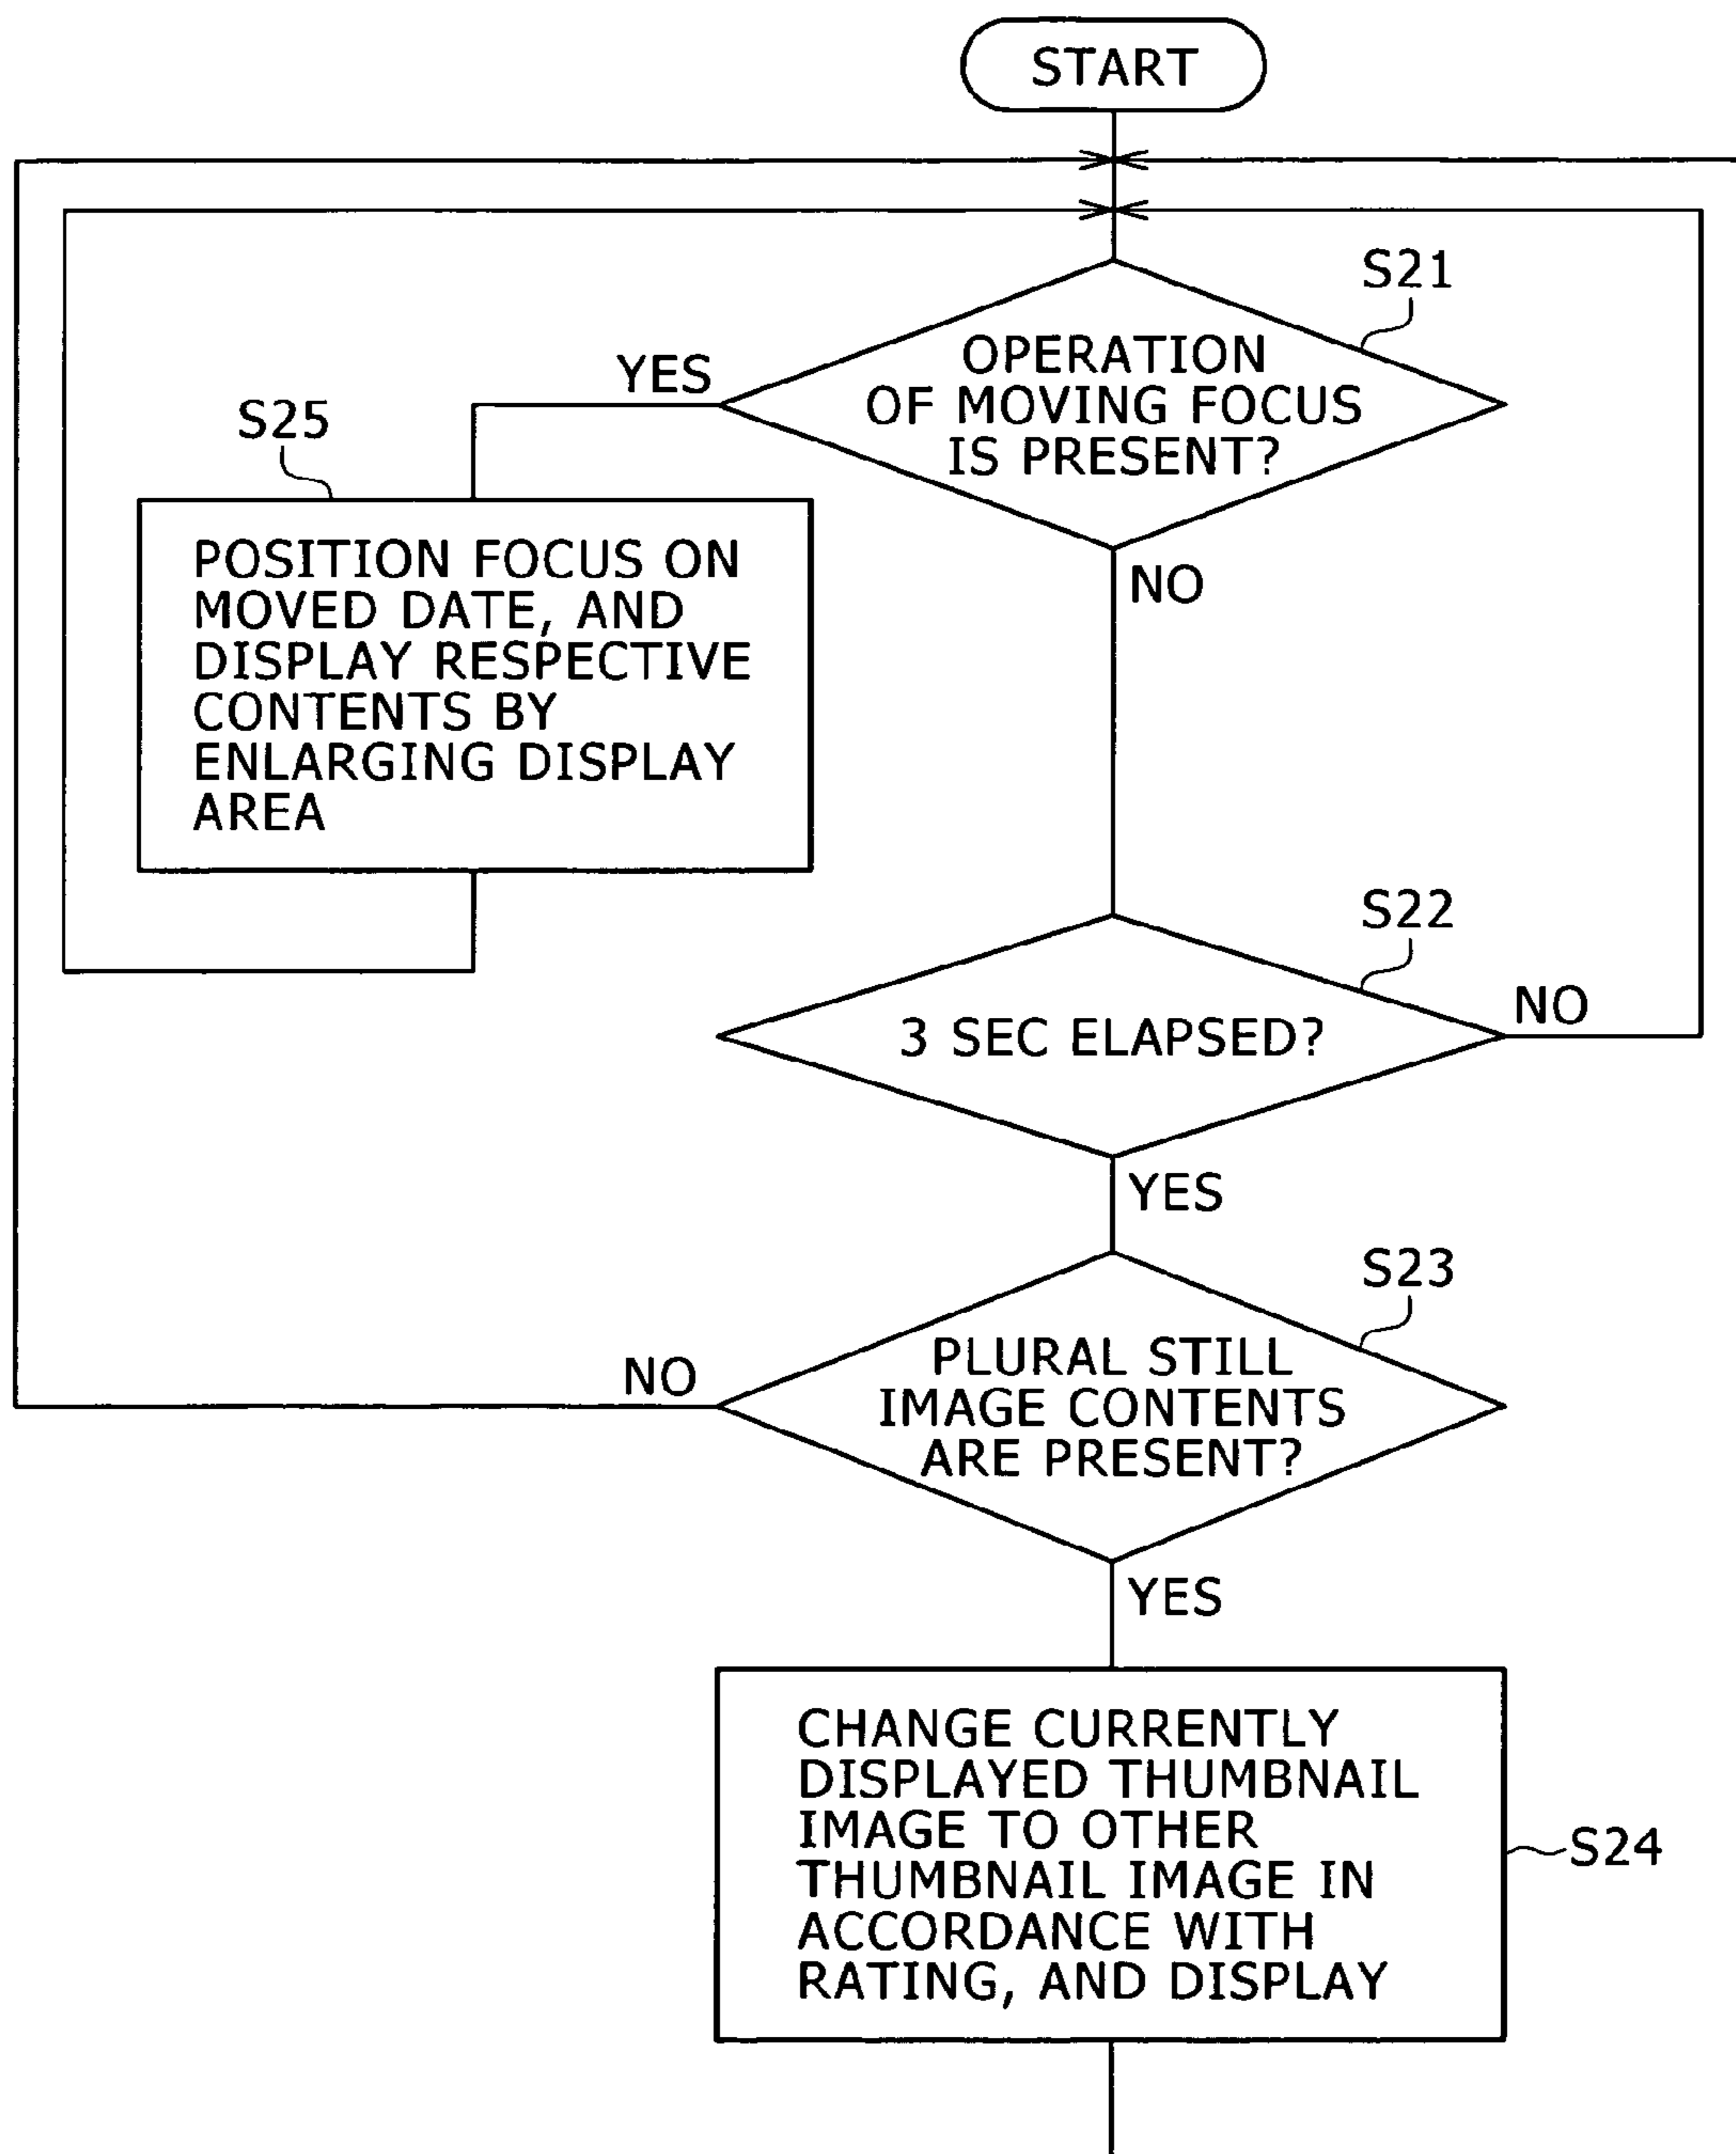 START
S21
OPERATION
OF MOVING FOCUS
IS PRESENT?
YES
NO
S25
POSITION FOCUS ON
MOVED DATE, AND
DISPLAY RESPECTIVE
CONTENTS BY
ENLARGING DISPLAY
AREA
S22
3 SEC ELAPSED?
NO
YES
S23
PLURAL STILL
IMAGE CONTENTS
ARE PRESENT?
NO
YES
CHANGE CURRENTLY
DISPLAYED THUMBNAIL
IMAGE TO OTHER
THUMBNAIL IMAGE IN
ACCORDANCE WITH
RATING, AND DISPLAY
S24